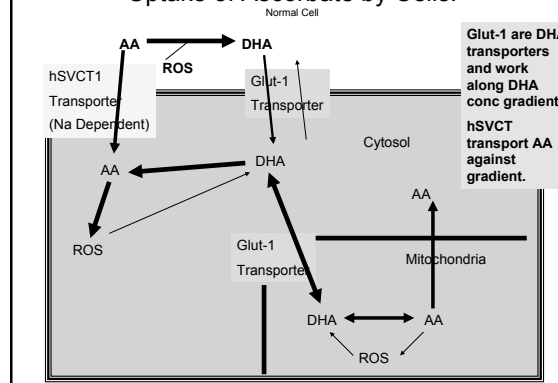 Uptake of Ascorbate by Cells.
Normal Cell
AA
DHA
ROS
Glut-1 are DHA
transporters
and work
along DHA
conc gradient
hSVCT
transport AA
against
gradient.
hSVCT1
Transporter
(Na Dependent)
Glut-1
Transporter
Cytosol
AA
DHA
AA
ROS
Glut-1
Transporter
Mitochondria
DHA
AA
ROS